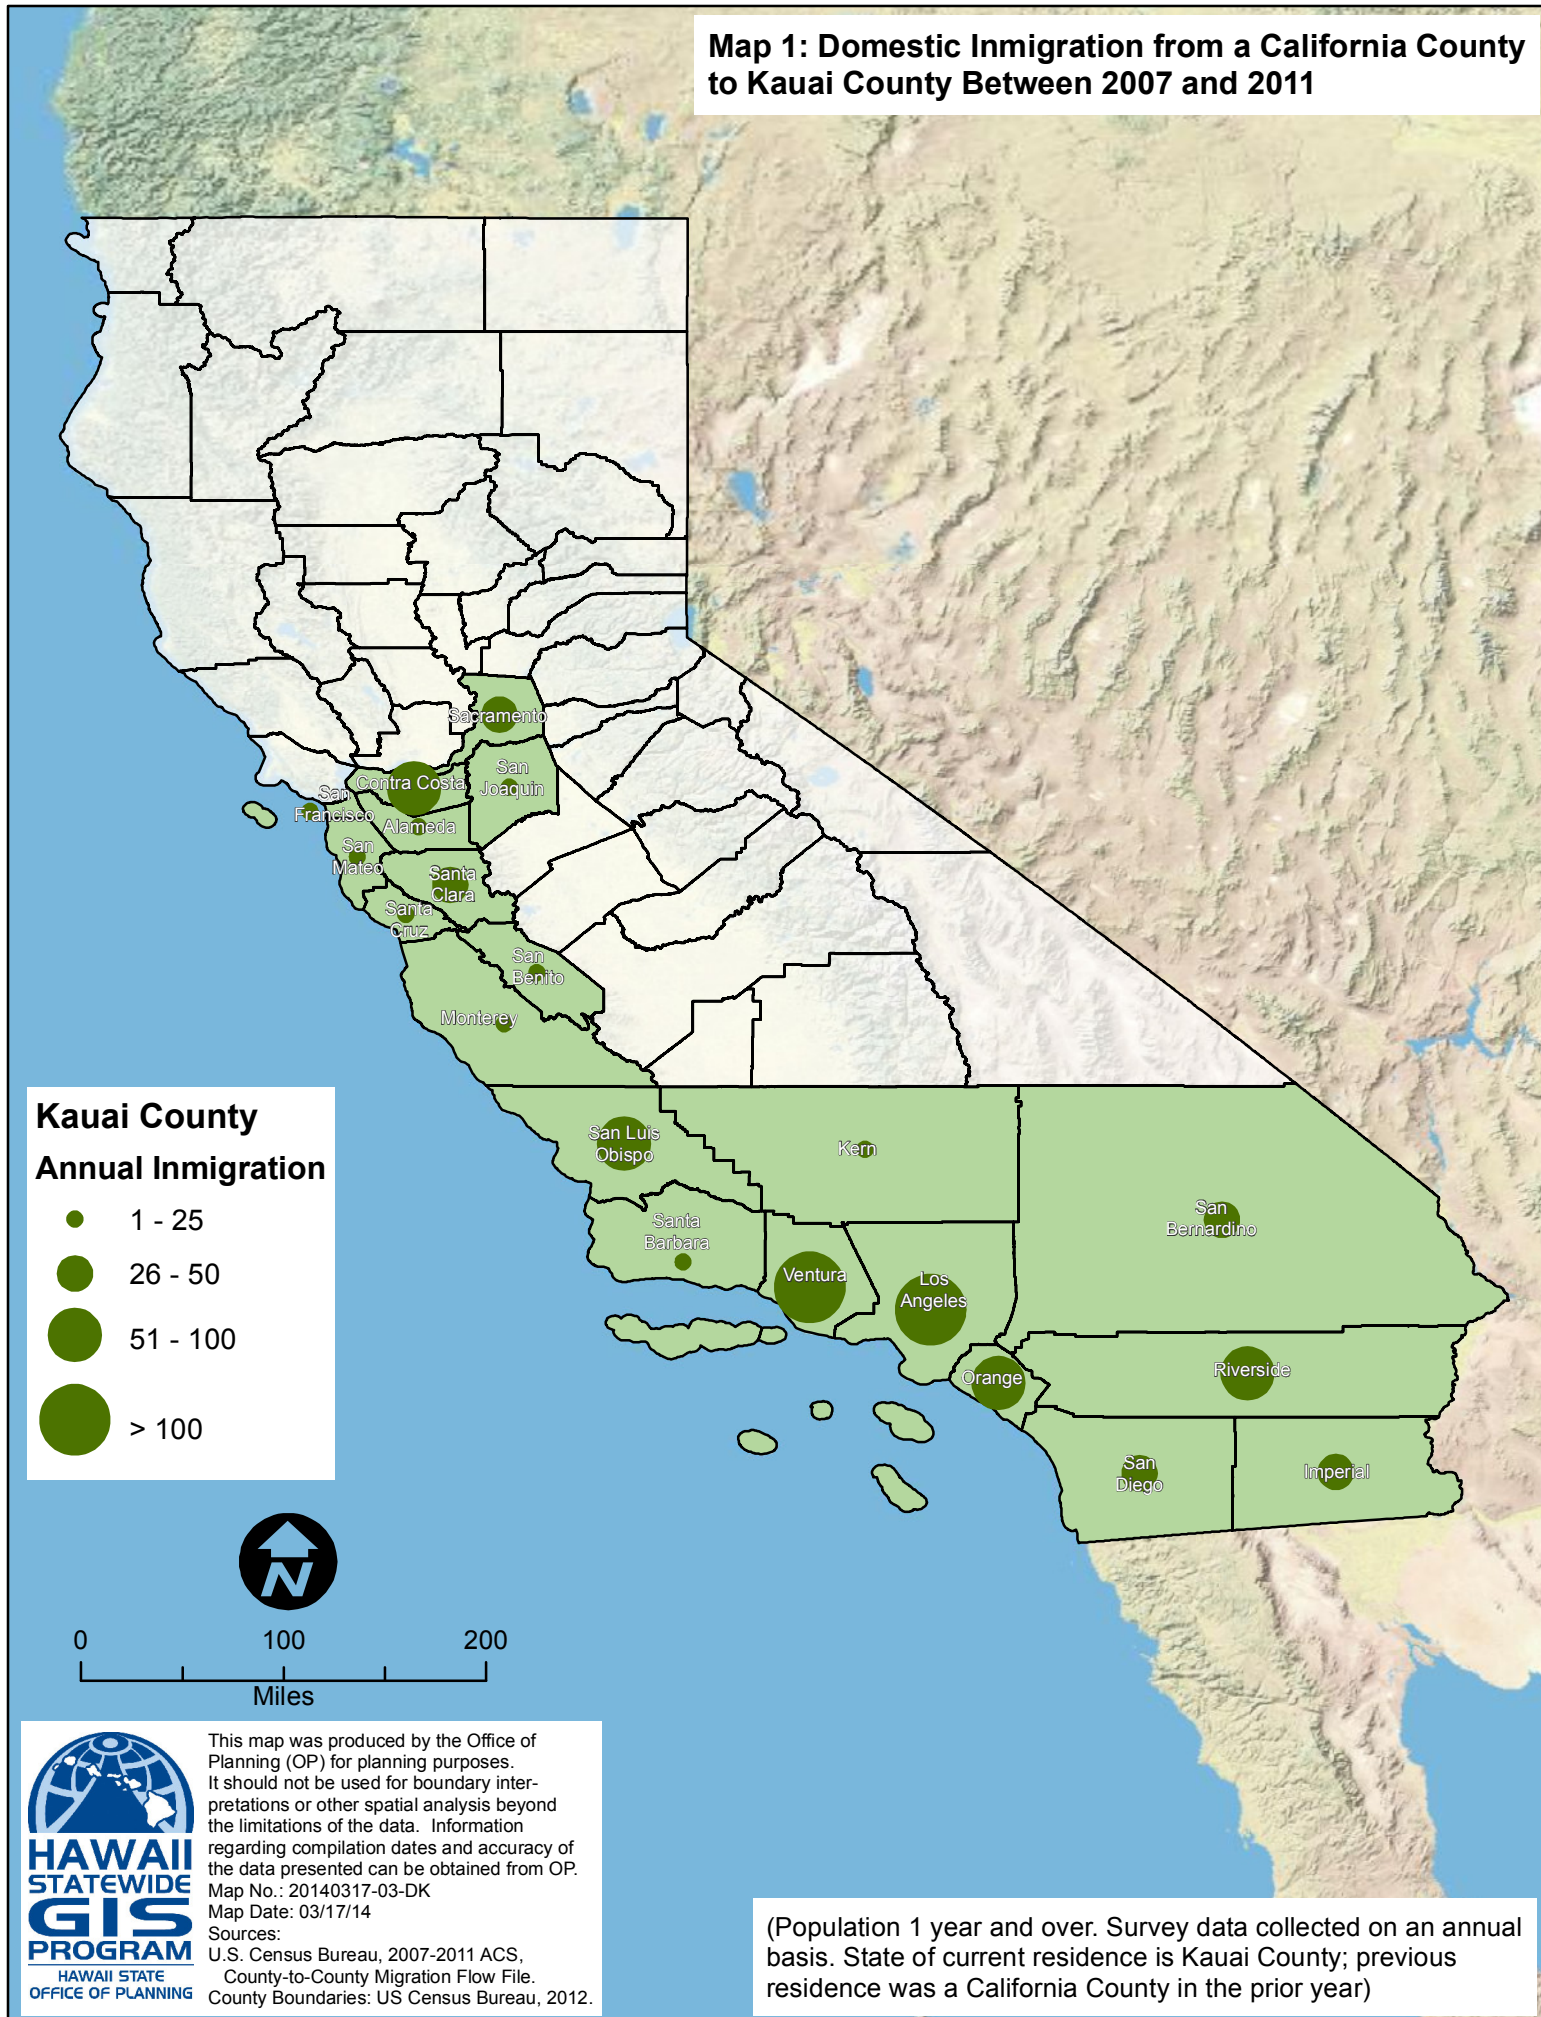 Map 1: Domestic Inmigration from a California County
to Kauai County Between 2007 and 2011
Sacramento
San
Joaquin
Contra Costa
San
Francisco
Alameda
San
Mateo
Santa
Clara
Santa
Cruz
San
Benito
Monterey
San Luis
Obispo
Kern
San
Bernardino
Santa
Barbara
Ventura
Los
Angeles
Orange
Riverside
San
Diego
Imperial
Kauai County
Annual Inmigration
1 - 25
26 - 50
51 - 100
> 100
N
0 100 200
Miles
HAWAII
STATEWIDE
GIS
PROGRAM
HAWAII STATE
OFFICE OF PLANNING
This map was produced by the Office of
Planning (OP) for planning purposes.
It should not be used for boundary inter-
pretations or other spatial analysis beyond
the limitations of the data.  Information
regarding compilation dates and accuracy of
the data presented can be obtained from OP.
Map No.: 20140317-03-DK
Map Date: 03/17/14
Sources:
U.S. Census Bureau, 2007-2011 ACS,
County-to-County Migration Flow File.
County Boundaries: US Census Bureau, 2012.
(Population 1 year and over. Survey data collected on an annual
basis. State of current residence is Kauai County; previous
residence was a California County in the prior year)